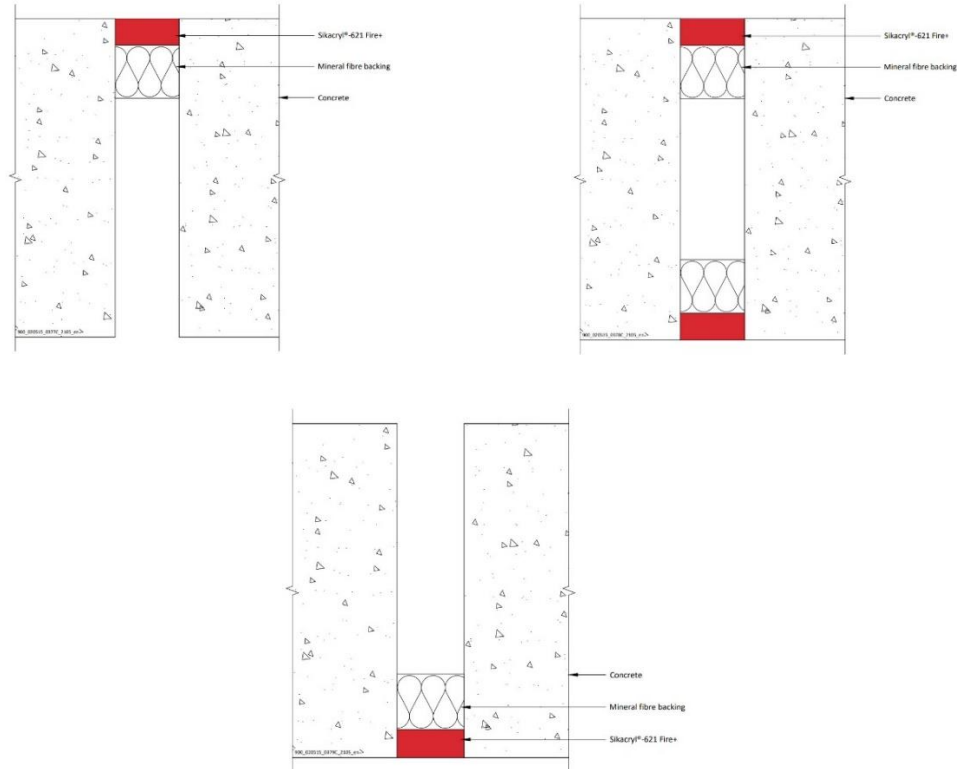 Sikacryl®-621 Fire+
Mineral fibre backing
Concrete
Sikacryl®-621 Fire+
Mineral fibre backing
Concrete
Concrete
Mineral fibre backing
Sikacryl®-621 Fire+